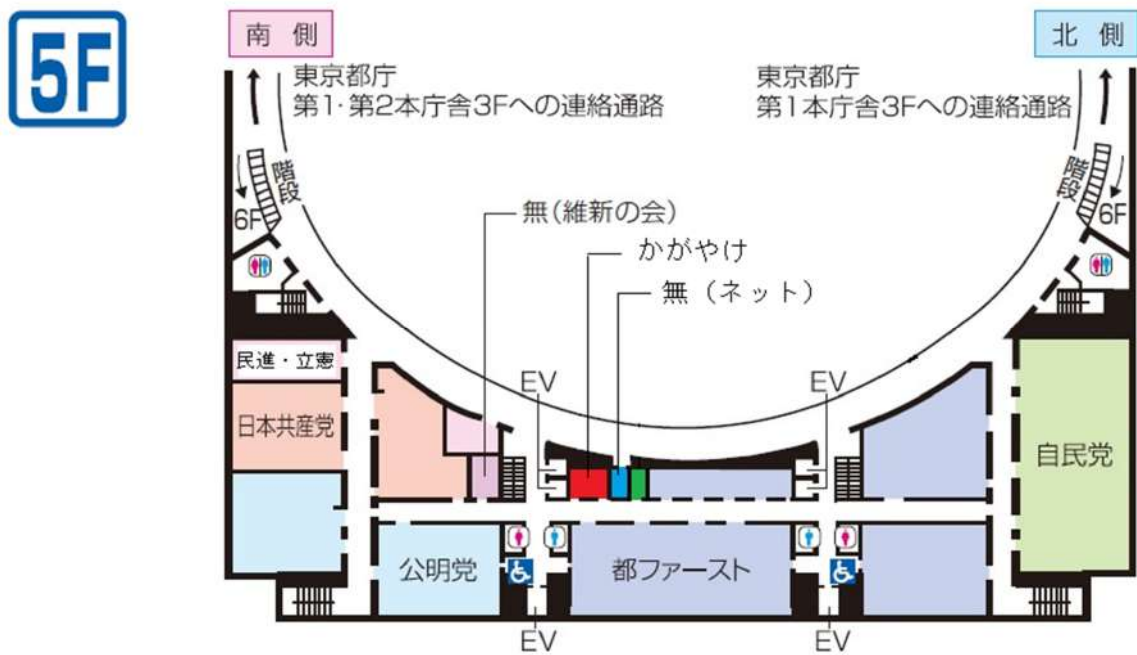 5F
南側
北側
東京都庁
第1・第2本庁舎3Fへの連絡通路
東京都庁
第1本庁舎3Fへの連絡通路
階段
階段
6F
6F
無(維新の会)
かがやけ
無（ネット）
民進・立憲
EV
EV
日本共産党
自民党
公明党
都ファースト
EV
EV